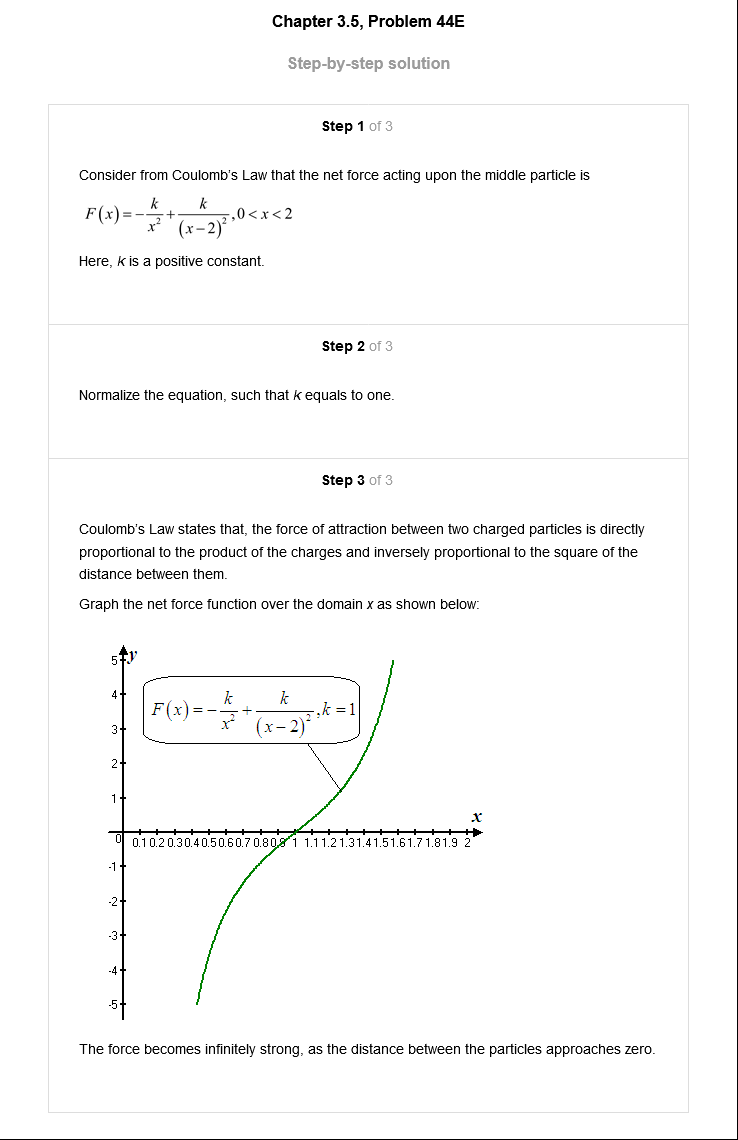 Chapter 3.5, Problem 44E
Step-by-step solution
Step 1 of 3
Consider from Coulomb's Law that the net force acting upon the middle particle is
F(x) = -k/x² + k/(x-2)², 0 < x < 2
Here, k is a positive constant.
Step 2 of 3
Normalize the equation, such that k equals to one.
Step 3 of 3
Coulomb's Law states that, the force of attraction between two charged particles is directly
proportional to the product of the charges and inversely proportional to the square of the
distance between them.
Graph the net force function over the domain x as shown below:
y
5
4
F(x) = -k/x² + k/(x-2)², k = 1
3
2
1
x
0 0.1 0.2 0.3 0.4 0.5 0.6 0.7 0.8 0.9 1 1.1 1.2 1.3 1.4 1.5 1.6 1.7 1.8 1.9 2
-1
-2
-3
-4
-5
The force becomes infinitely strong, as the distance between the particles approaches zero.